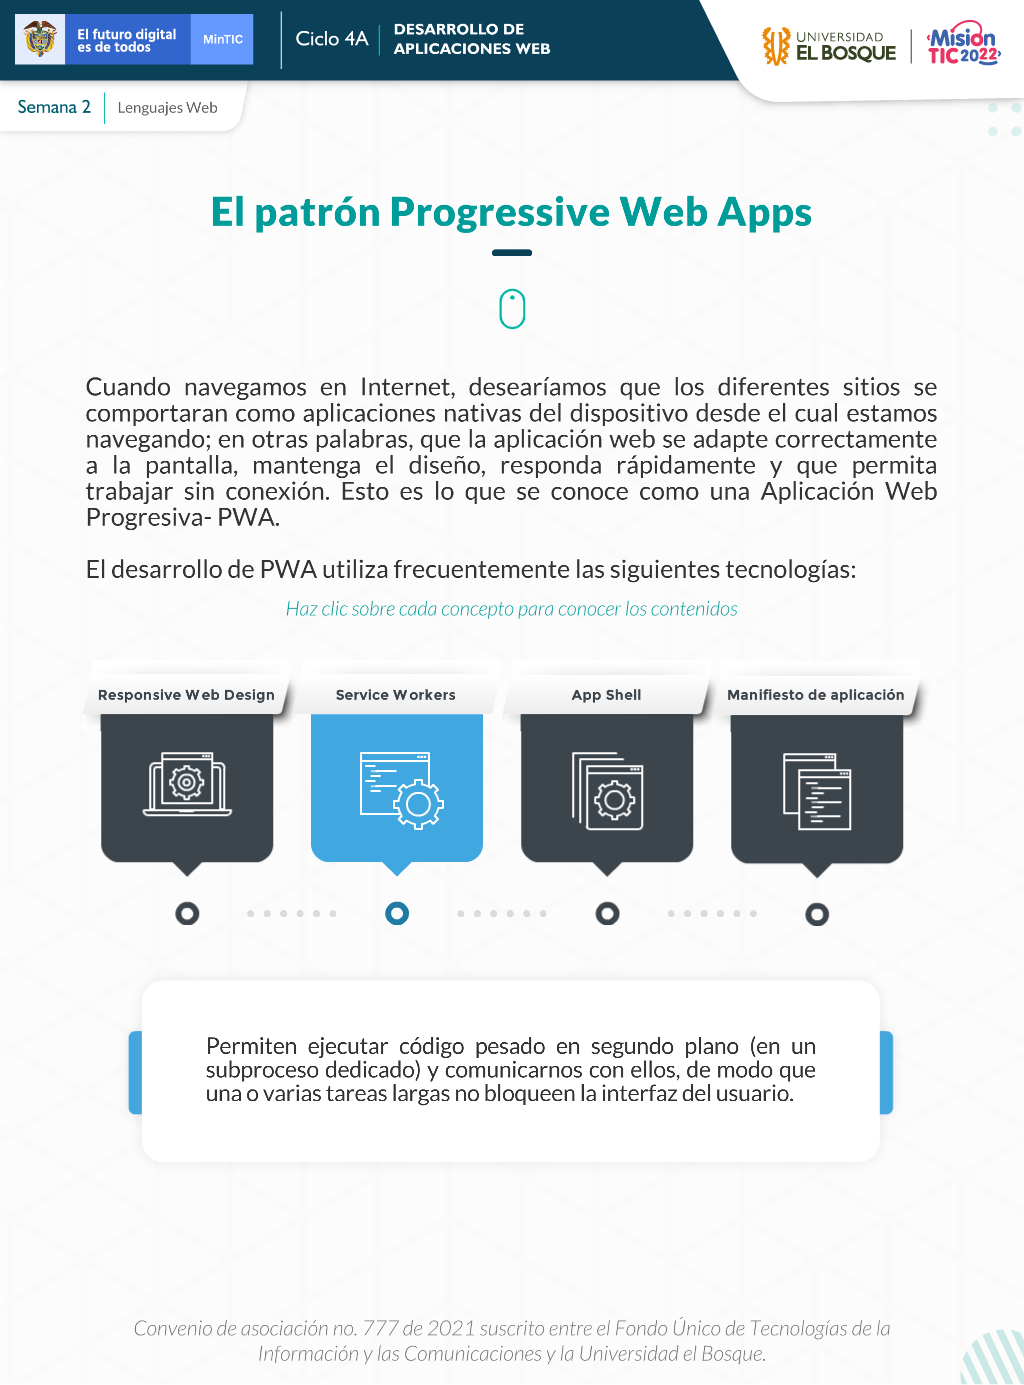 El futuro digital
es de todos
MinTIC
Ciclo 4A
DESARROLLO DE
APLICACIONES WEB
UNIVERSIDAD
EL BOSQUE
Misión
TIC2022
Semana 2
Lenguajes Web
El patrón Progressive Web Apps
Cuando navegamos en Internet, desearíamos que los diferentes sitios se
comportaran como aplicaciones nativas del dispositivo desde el cual estamos
navegando; en otras palabras, que la aplicación web se adapte correctamente
a la pantalla, mantenga el diseño, responda rápidamente y que permita
trabajar sin conexión. Esto es lo que se conoce como una Aplicación Web
Progresiva- PWA.
El desarrollo de PWA utiliza frecuentemente las siguientes tecnologías:
Haz clic sobre cada concepto para conocer los contenidos
Responsive Web Design
Service Workers
App Shell
Manifiesto de aplicación
Permiten ejecutar código pesado en segundo plano (en un
subproceso dedicado) y comunicarnos con ellos, de modo que
una o varias tareas largas no bloqueen la interfaz del usuario.
Convenio de asociación no. 777 de 2021 suscrito entre el Fondo Único de Tecnologías de la
Información y las Comunicaciones y la Universidad el Bosque.